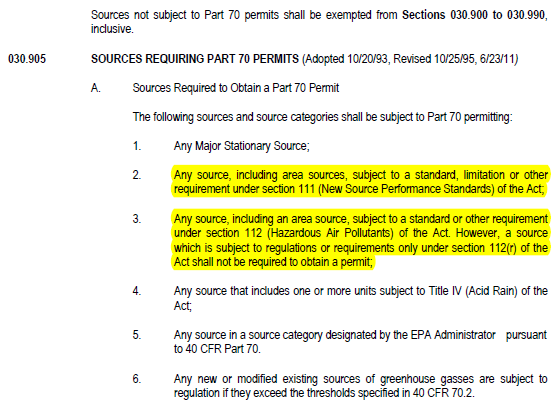 Sources not subject to Part 70 permits shall be exempted from Sections 030.900 to 030.990,
inclusive.
030.905 SOURCES REQUIRING PART 70 PERMITS (Adopted 10/20/93, Revised 10/25/95, 6/23/11)
A. Sources Required to Obtain a Part 70 Permit
The following sources and source categories shall be subject to Part 70 permitting:
1. Any Major Stationary Source;
2. Any source, including area sources, subject to a standard, limitation or other
requirement under section 111 (New Source Performance Standards) of the Act;
3. Any source, including an area source, subject to a standard or other requirement
under section 112 (Hazardous Air Pollutants) of the Act. However, a source
which is subject to regulations or requirements only under section 112(r) of the
Act shall not be required to obtain a permit;
4. Any source that includes one or more units subject to Title IV (Acid Rain) of the
Act;
5. Any source in a source category designated by the EPA Administrator pursuant
to 40 CFR Part 70.
6. Any new or modified existing sources of greenhouse gasses are subject to
regulation if they exceed the thresholds specified in 40 CFR 70.2.